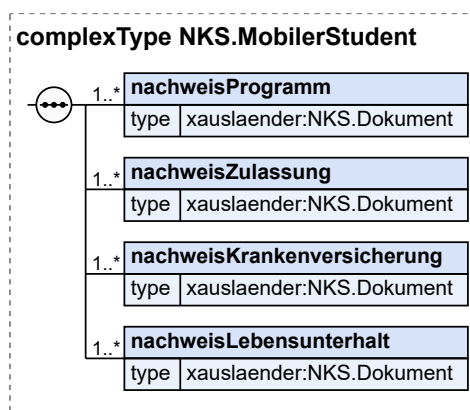 complexType NKS.MobilerStudent
1..* nachweisProgramm
type xauslaender:NKS.Dokument
1..* nachweisZulassung
type xauslaender:NKS.Dokument
1..* nachweisKrankenversicherung
type xauslaender:NKS.Dokument
1..* nachweisLebensunterhalt
type xauslaender:NKS.Dokument